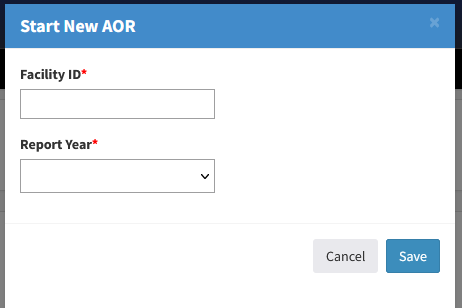 Start New AOR
×
Facility ID*
Report Year*
Cancel Save